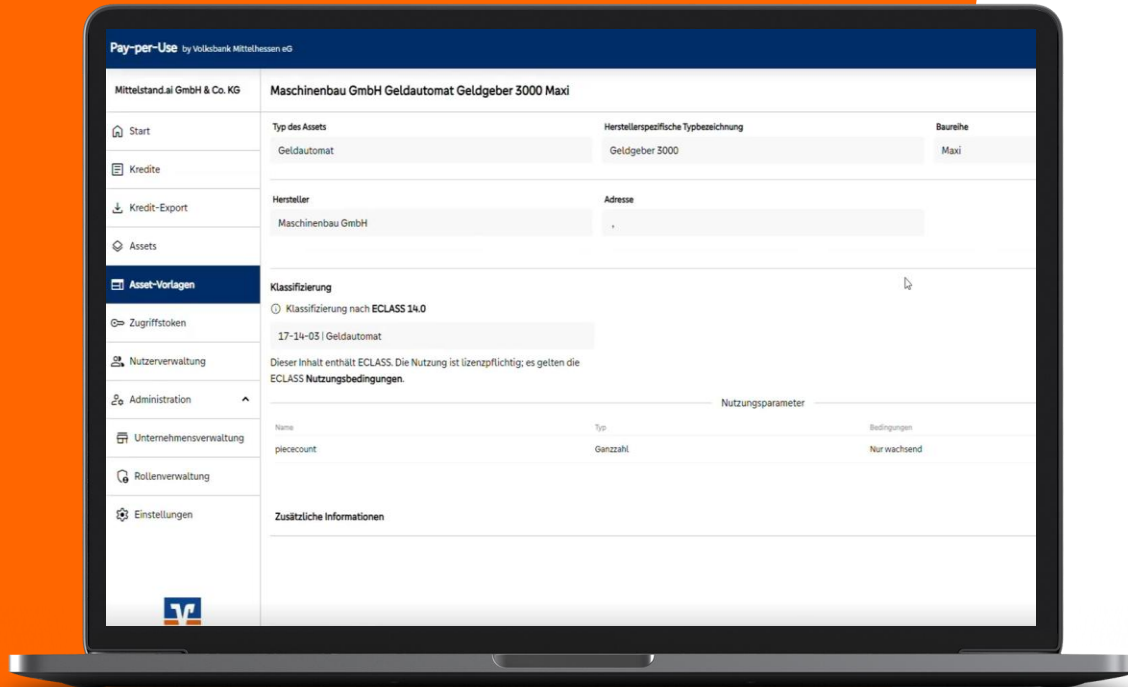 Pay-per-Use by Volksbank Mittelhessen eG
Mittelstand.ai GmbH & Co. KG
Start
Kredite
Kredit-Export
Assets
Asset-Vorlagen
Zugriffstoken
Nutzerverwaltung
Administration
Unternehmensverwaltung
Rollenverwaltung
Einstellungen
Maschinenbau GmbH Geldautomat Geldgeber 3000 Maxi
Typ des Assets Herstellerspezifische Typbezeichnung Baureihe
Geldautomat Geldgeber 3000 Maxi
Hersteller Adresse
Maschinenbau GmbH ,
Klassifizierung
Klassifizierung nach ECLASS 14.0
17-14-03 | Geldautomat
Dieser Inhalt enthält ECLASS. Die Nutzung ist lizenzpflichtig; es gelten die
ECLASS Nutzungsbedingungen.
Nutzungsparameter
Name Typ Bedingungen
piececount Ganzzahl Nur wachsend
Zusätzliche Informationen